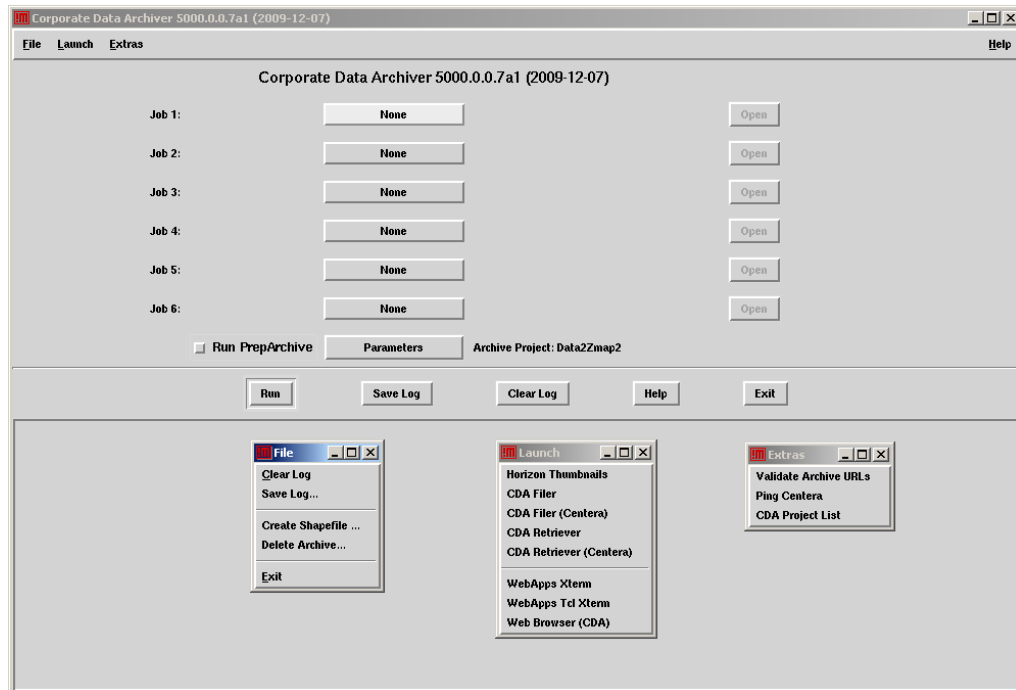 Corporate Data Archiver 5000.0.0.7a1 (2009-12-07)
File Launch Extras Help
Corporate Data Archiver 5000.0.0.7a1 (2009-12-07)
Job 1: None Open
Job 2: None Open
Job 3: None Open
Job 4: None Open
Job 5: None Open
Job 6: None Open
Run PrepArchive Parameters Archive Project: Data2Zmap2
Run Save Log Clear Log Help Exit
File
Clear Log
Save Log...
Create Shapefile ...
Delete Archive...
Exit
Launch
Horizon Thumbnails
CDA Filer
CDA Filer (Centera)
CDA Retriever
CDA Retriever (Centera)
WebApps Xterm
WebApps Tcl Xterm
Web Browser (CDA)
Extras
Validate Archive URLs
Ping Centera
CDA Project List